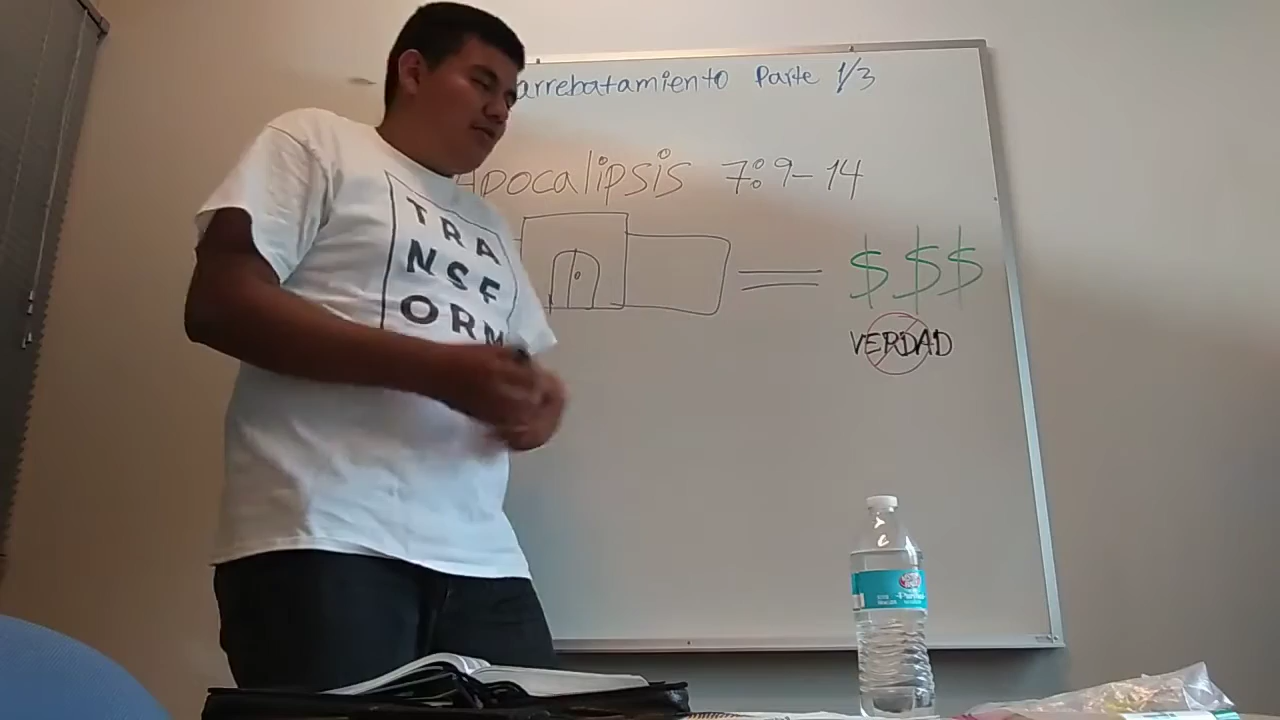 arrebatamiento Parte 1/3
Apocalipsis 7:9-14
$ $ $
VERDAD
TRA
NSF
ORM